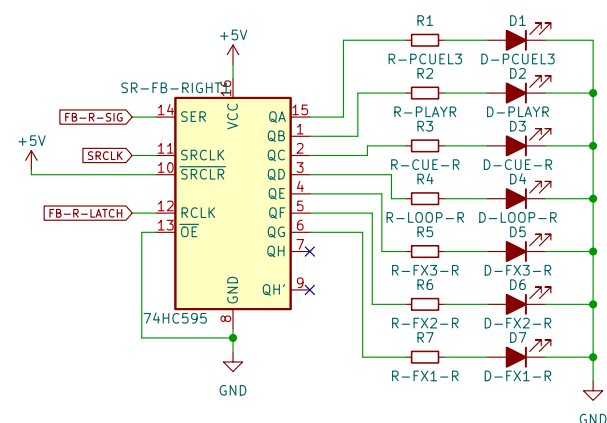 +5V
SR-FB-RIGHT1
16
VCC
FB-R-SIG
14
SER
SRCLK
11
SRCLK
+5V
10
SRCLR
FB-R-LATCH
12
RCLK
13
OE
QA
15
QB
1
QC
2
QD
3
QE
4
QF
5
QG
6
QH
7
QH'
9
GND
8
74HC595
GND
R1
D1
R-PCUEL3
D-PCUEL3
R2
D2
R-PLAYR
D-PLAYR
R3
D3
R-CUE-R
D-CUE-R
R4
D4
R-LOOP-R
D-LOOP-R
R5
D5
R-FX3-R
D-FX3-R
R6
D6
R-FX2-R
D-FX2-R
R7
D7
R-FX1-R
D-FX1-R
GND